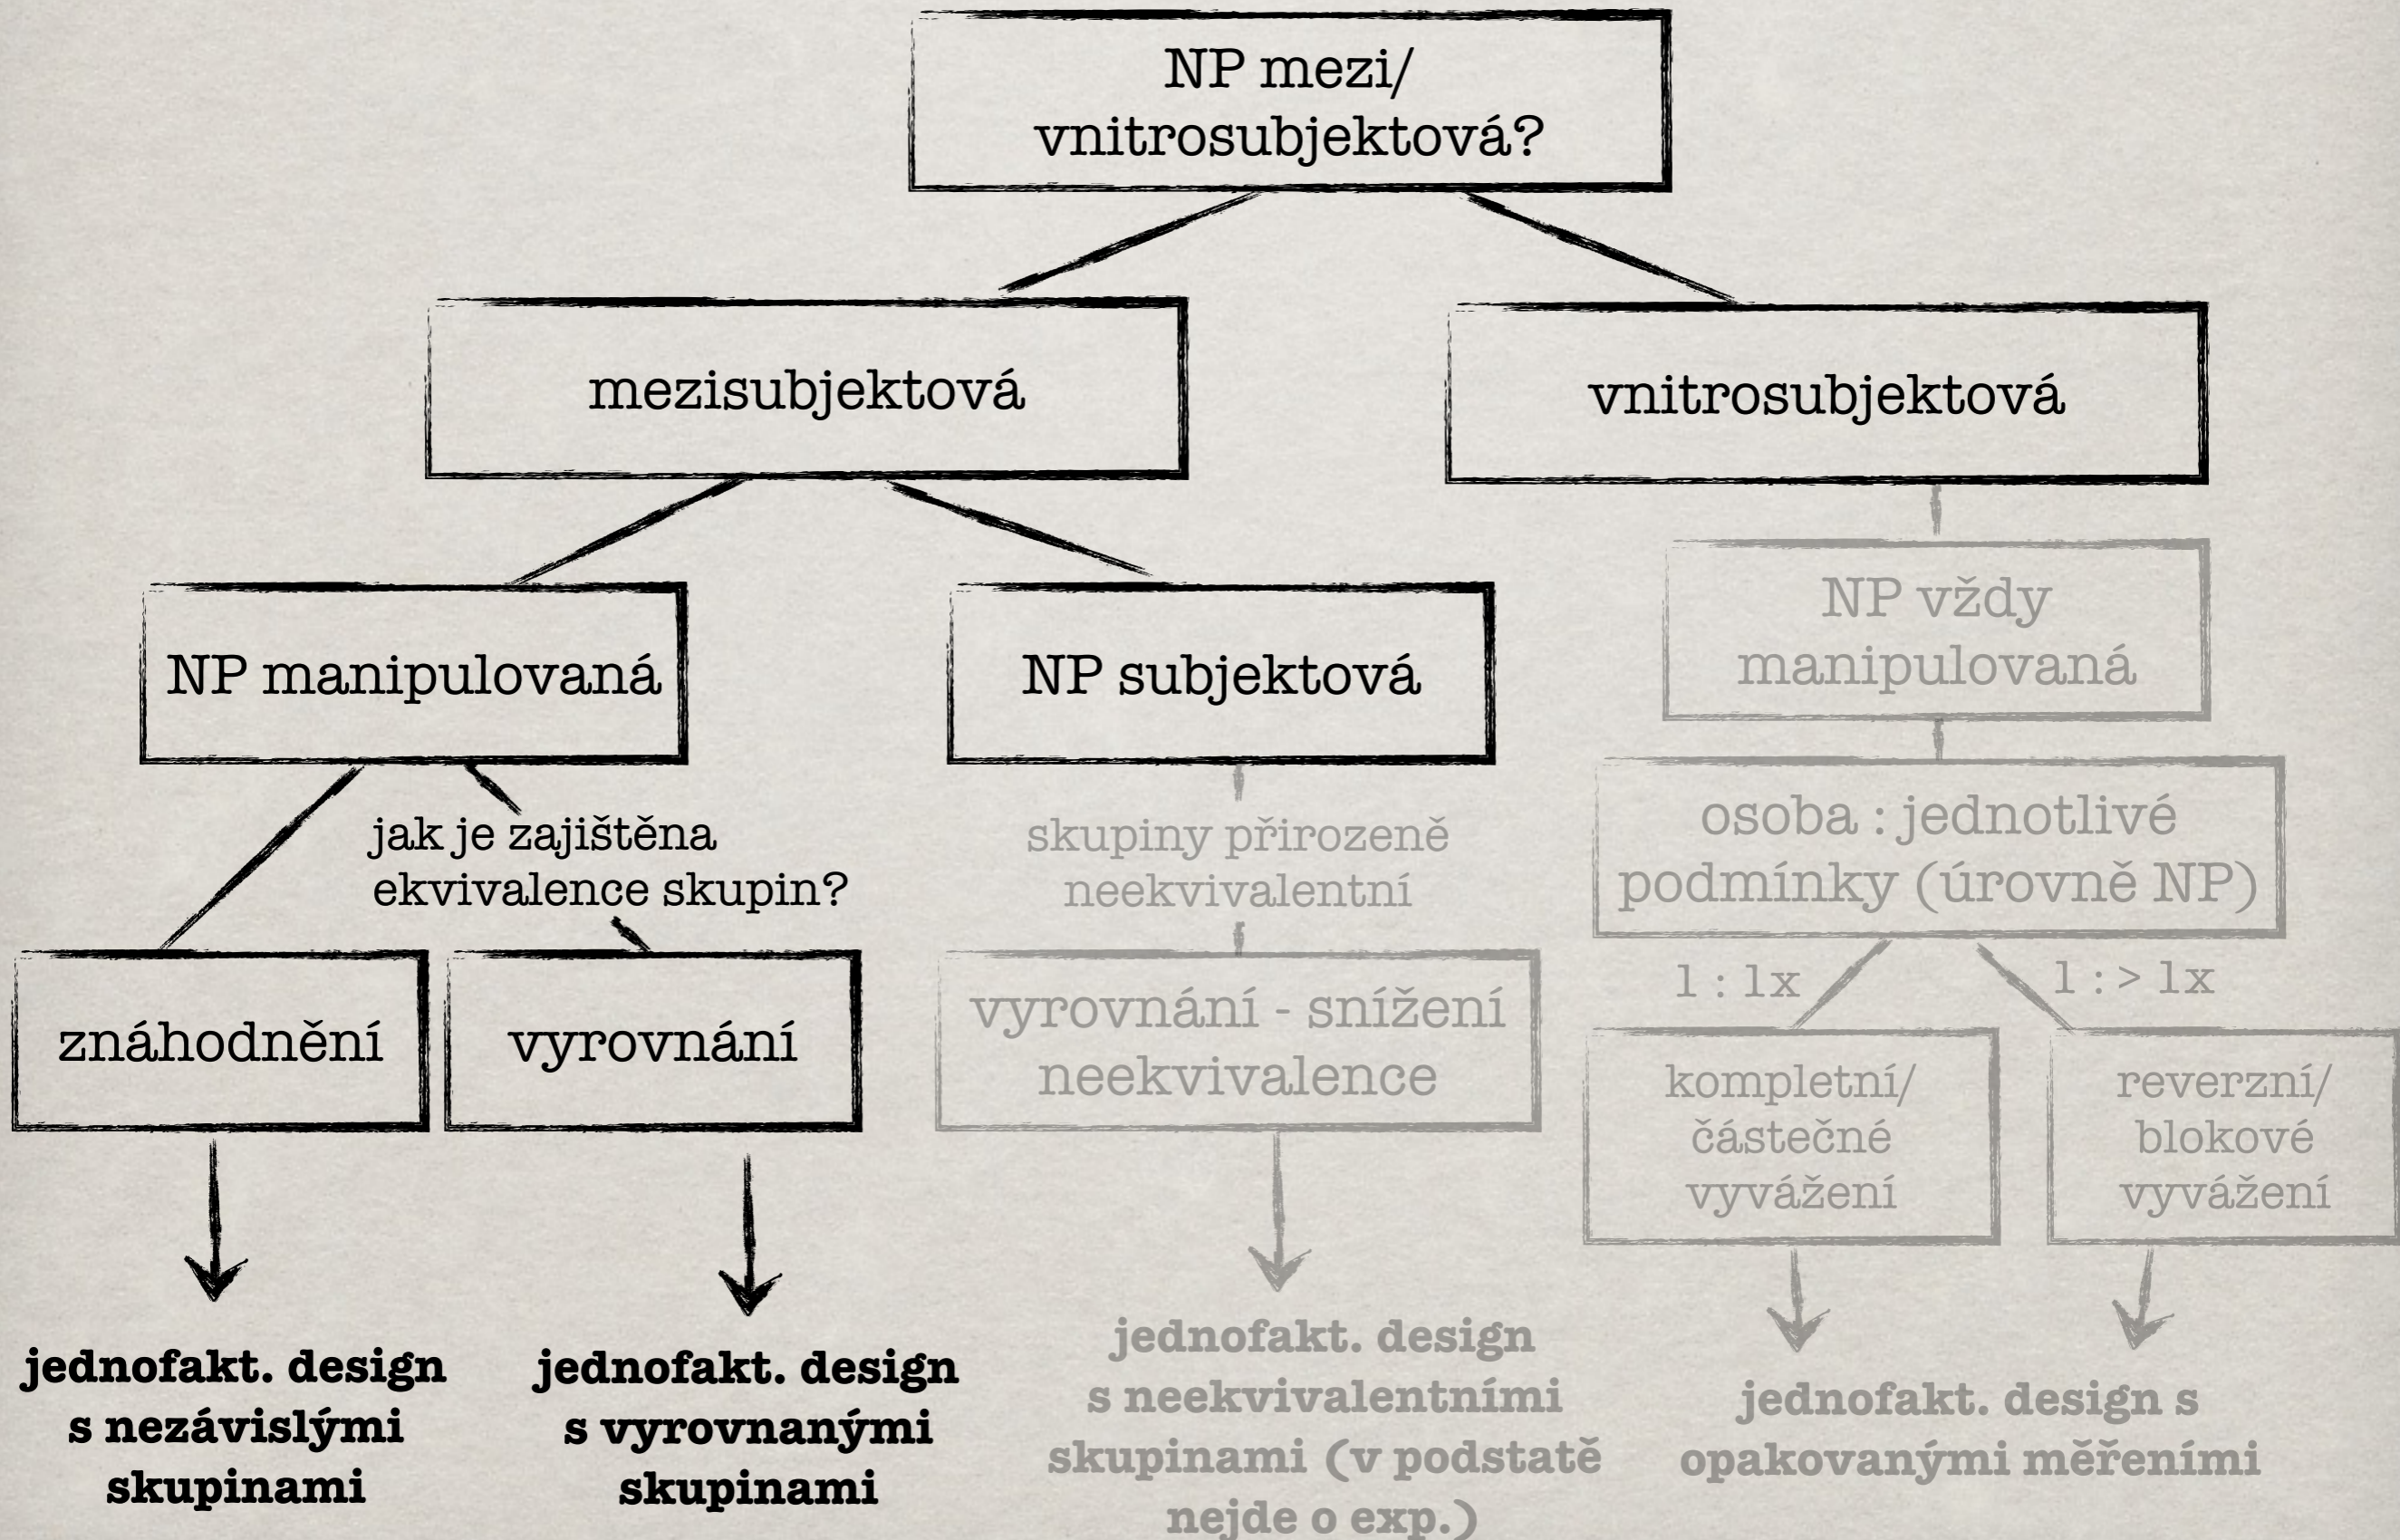 NP mezi/
vnitrosubjektová?
mezisubjektová
vnitrosubjektová
NP manipulovaná
NP subjektová
NP vždy
manipulovaná
jak je zajištěna
ekvivalence skupin?
skupiny přirozeně
neekvivalentní
osoba : jednotlivé
podmínky (úrovně NP)
1 : 1x
1 : > 1x
znáhodnění
vyrovnání
vyrovnání - snížení
neekvivalence
kompletní/
částečné
vyvážení
reverzní/
blokové
vyvážení
jednofakt. design
s nezávislými
skupinami
jednofakt. design
s vyrovnanými
skupinami
jednofakt. design
s neekvivalentními
skupinami (v podstatě
nejde o exp.)
jednofakt. design s
opakovanými měřeními